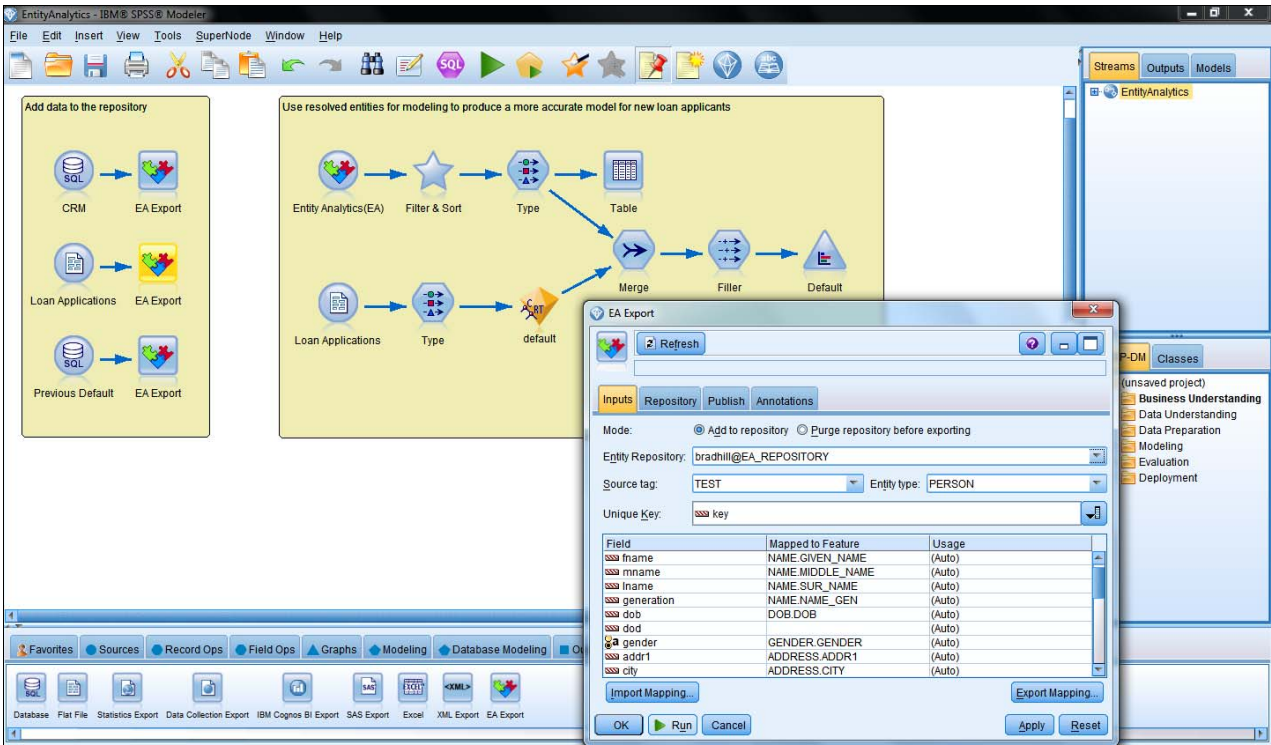 EntityAnalytics - IBM® SPSS® Modeler
File Edit Insert View Tools SuperNode Window Help
SQL
Streams Outputs Models
EntityAnalytics
Add data to the repository
SQL
CRM EA Export
Loan Applications EA Export
SQL
Previous Default EA Export
Use resolved entities for modeling to produce a more accurate model for new loan applicants
Entity Analytics(EA) Filter & Sort Type Table
Merge Filler Default
Loan Applications Type default
P-DM Classes
(unsaved project)
Business Understanding
Data Understanding
Data Preparation
Modeling
Evaluation
Deployment
EA Export
Refresh
Inputs Repository Publish Annotations
Mode: Add to repository Purge repository before exporting
Entity Repository: bradhill@EA_REPOSITORY
Source tag: TEST Entity type: PERSON
Unique Key: key
Field Mapped to Feature Usage
fname NAME.GIVEN_NAME (Auto)
mname NAME.MIDDLE_NAME (Auto)
lname NAME.SUR_NAME (Auto)
generation NAME.NAME_GEN (Auto)
dob DOB.DOB (Auto)
dod (Auto)
gender GENDER.GENDER (Auto)
addr1 ADDRESS.ADDR1 (Auto)
city ADDRESS.CITY (Auto)
Import Mapping... Export Mapping...
OK Run Cancel Apply Reset
Favorites Sources Record Ops Field Ops Graphs Modeling Database Modeling Ou
SQL SAS EXCEL <XML>
Database Flat File Statistics Export Data Collection Export IBM Cognos BI Export SAS Export Excel XML Export EA Export